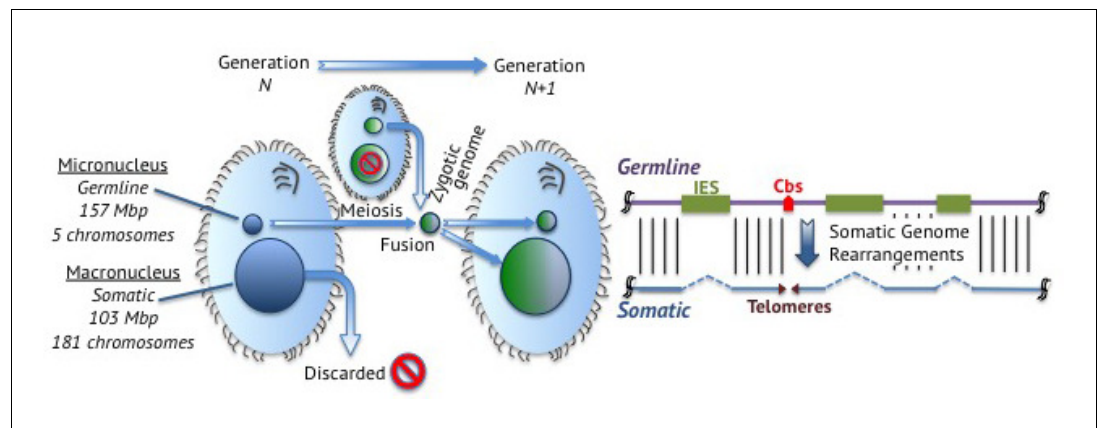 Generation
N
Generation
N+1
Micronucleus
Germline
157 Mbp
5 chromosomes
Macronucleus
Somatic
103 Mbp
181 chromosomes
Meiosis
Fusion
Zygotic
genome
Discarded
Germline
IES
Cbs
Somatic Genome
Rearrangements
Somatic
Telomeres